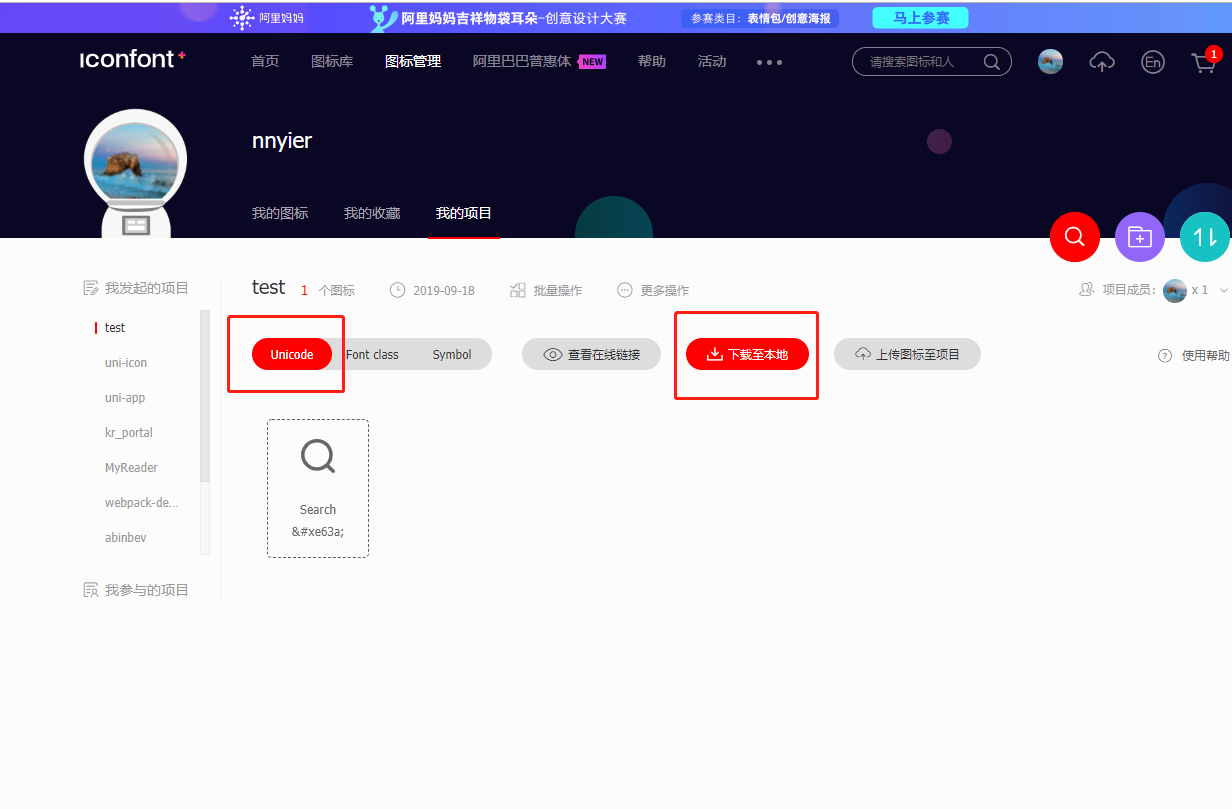 阿里妈妈 阿里妈妈吉祥物袋耳朵-创意设计大赛 参赛类目：表情包/创意海报 马上参赛
iconfont+ 首页 图标库 图标管理 阿里巴巴普惠体 NEW 帮助 活动 请搜索图标和人 En 1
nnyier
我的图标 我的收藏 我的项目
我发起的项目 test 1 个图标 2019-09-18 批量操作 更多操作 项目成员： x 1
test
Unicode Font class Symbol 查看在线链接 下载至本地 上传图标至项目 ? 使用帮助
uni-icon
uni-app
kr_portal
MyReader
webpack-de...
abinbev
Search
&#xe63a;
我参与的项目